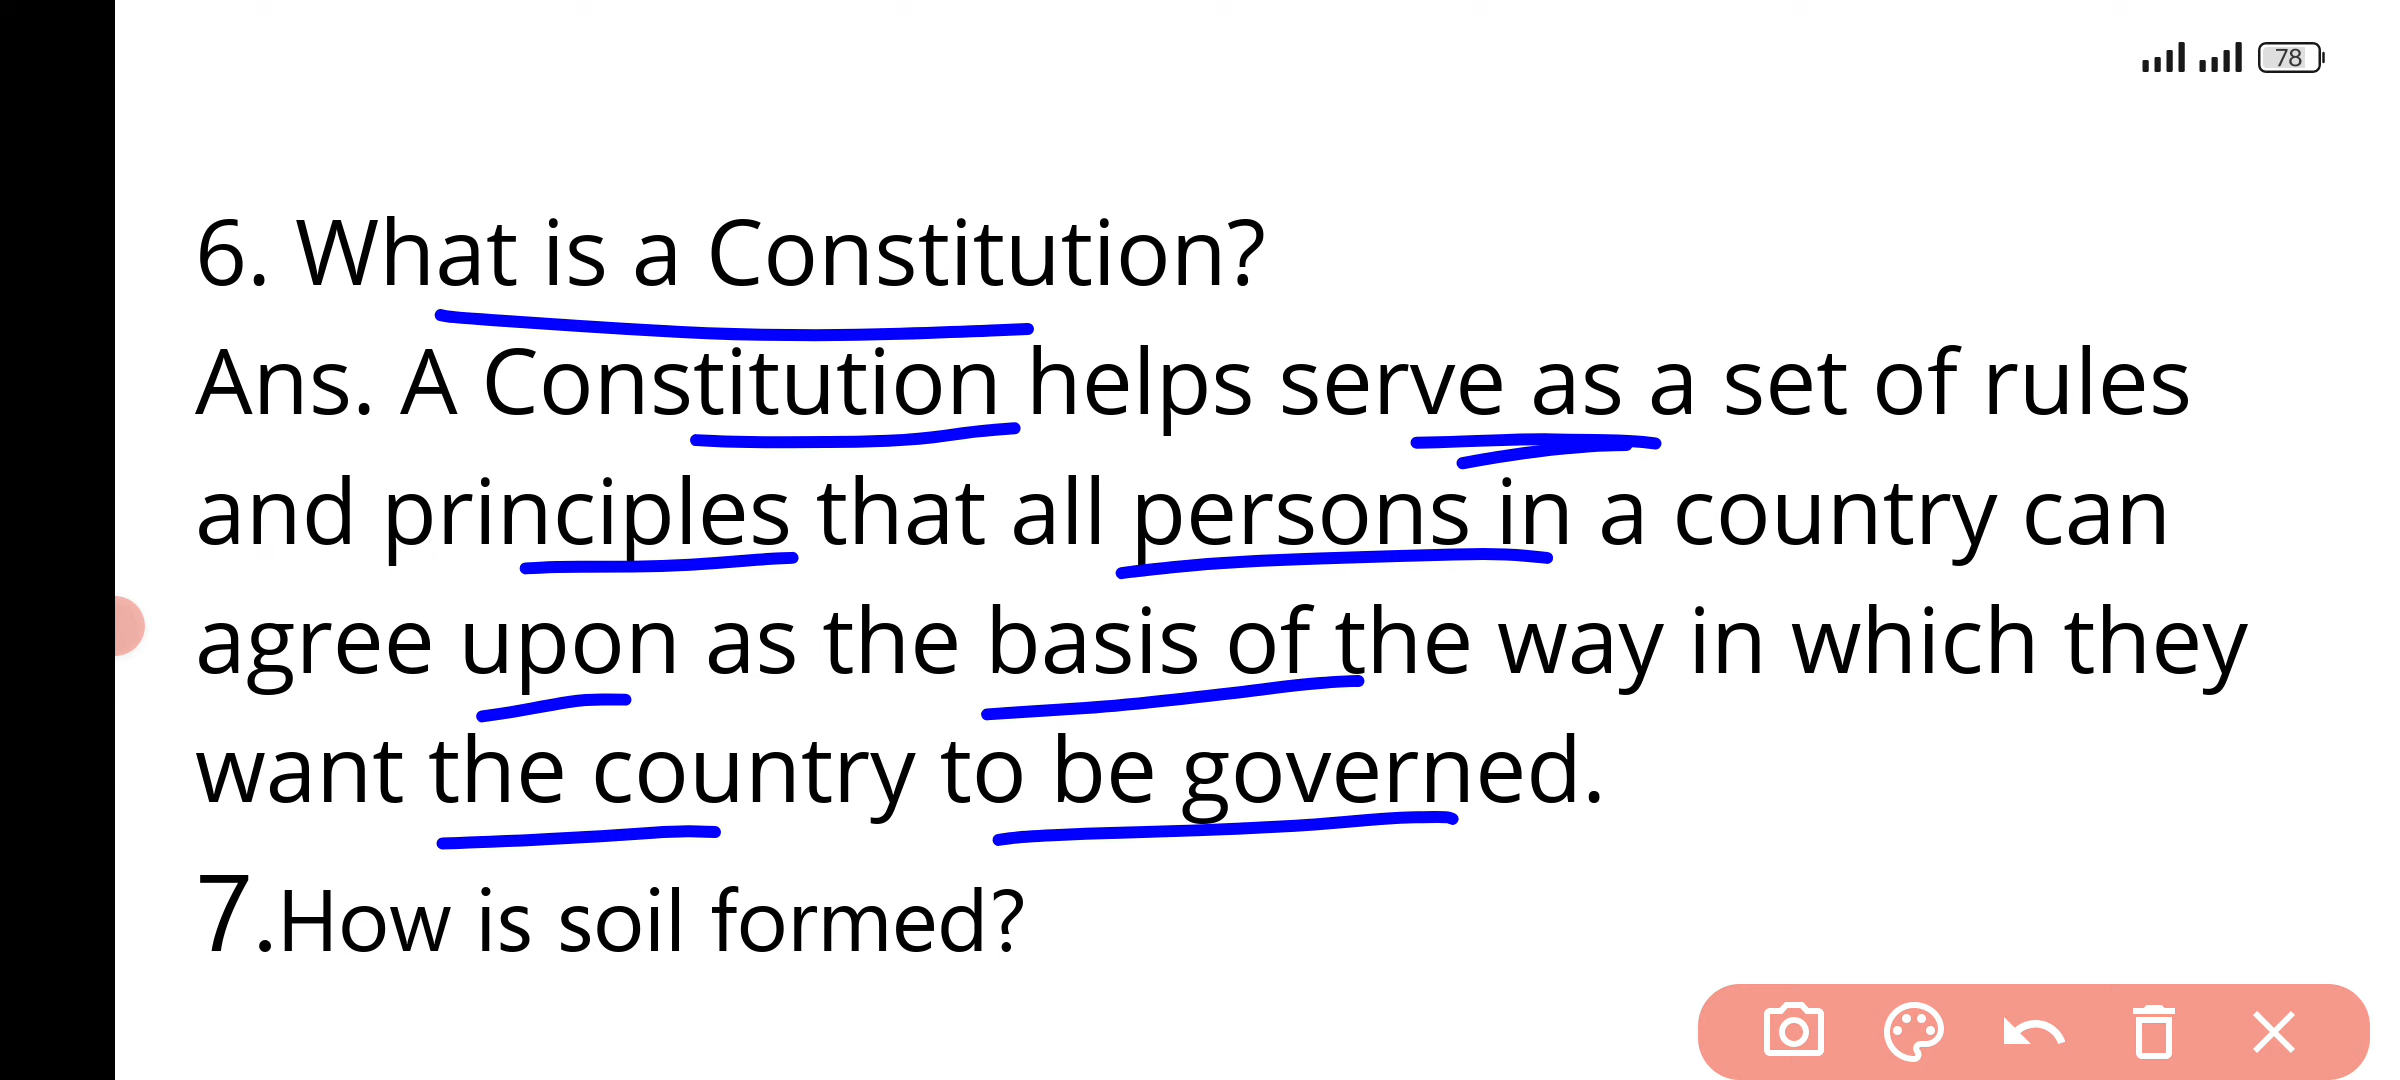 78
6. What is a Constitution?
Ans. A Constitution helps serve as a set of rules
and principles that all persons in a country can
agree upon as the basis of the way in which they
want the country to be governed.
7.How is soil formed?